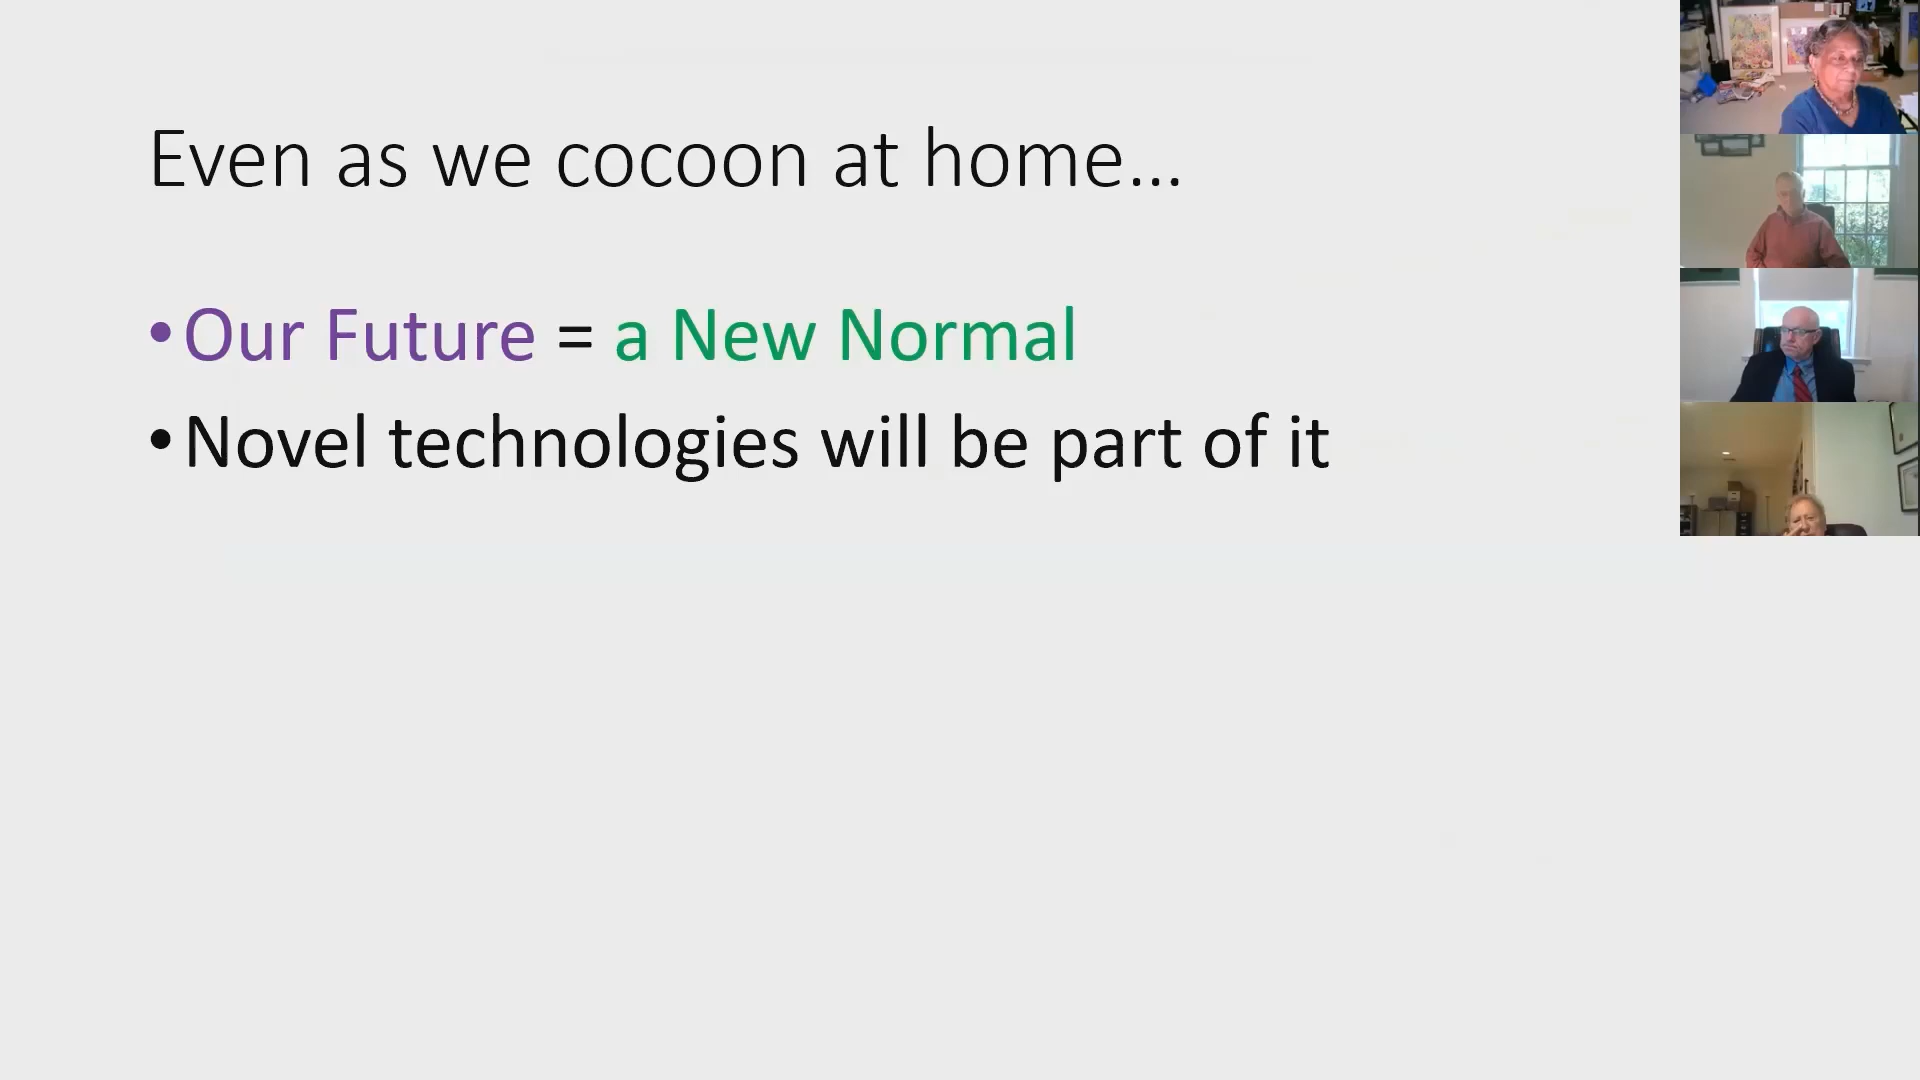 Even as we cocoon at home...
• Our Future = a New Normal
• Novel technologies will be part of it